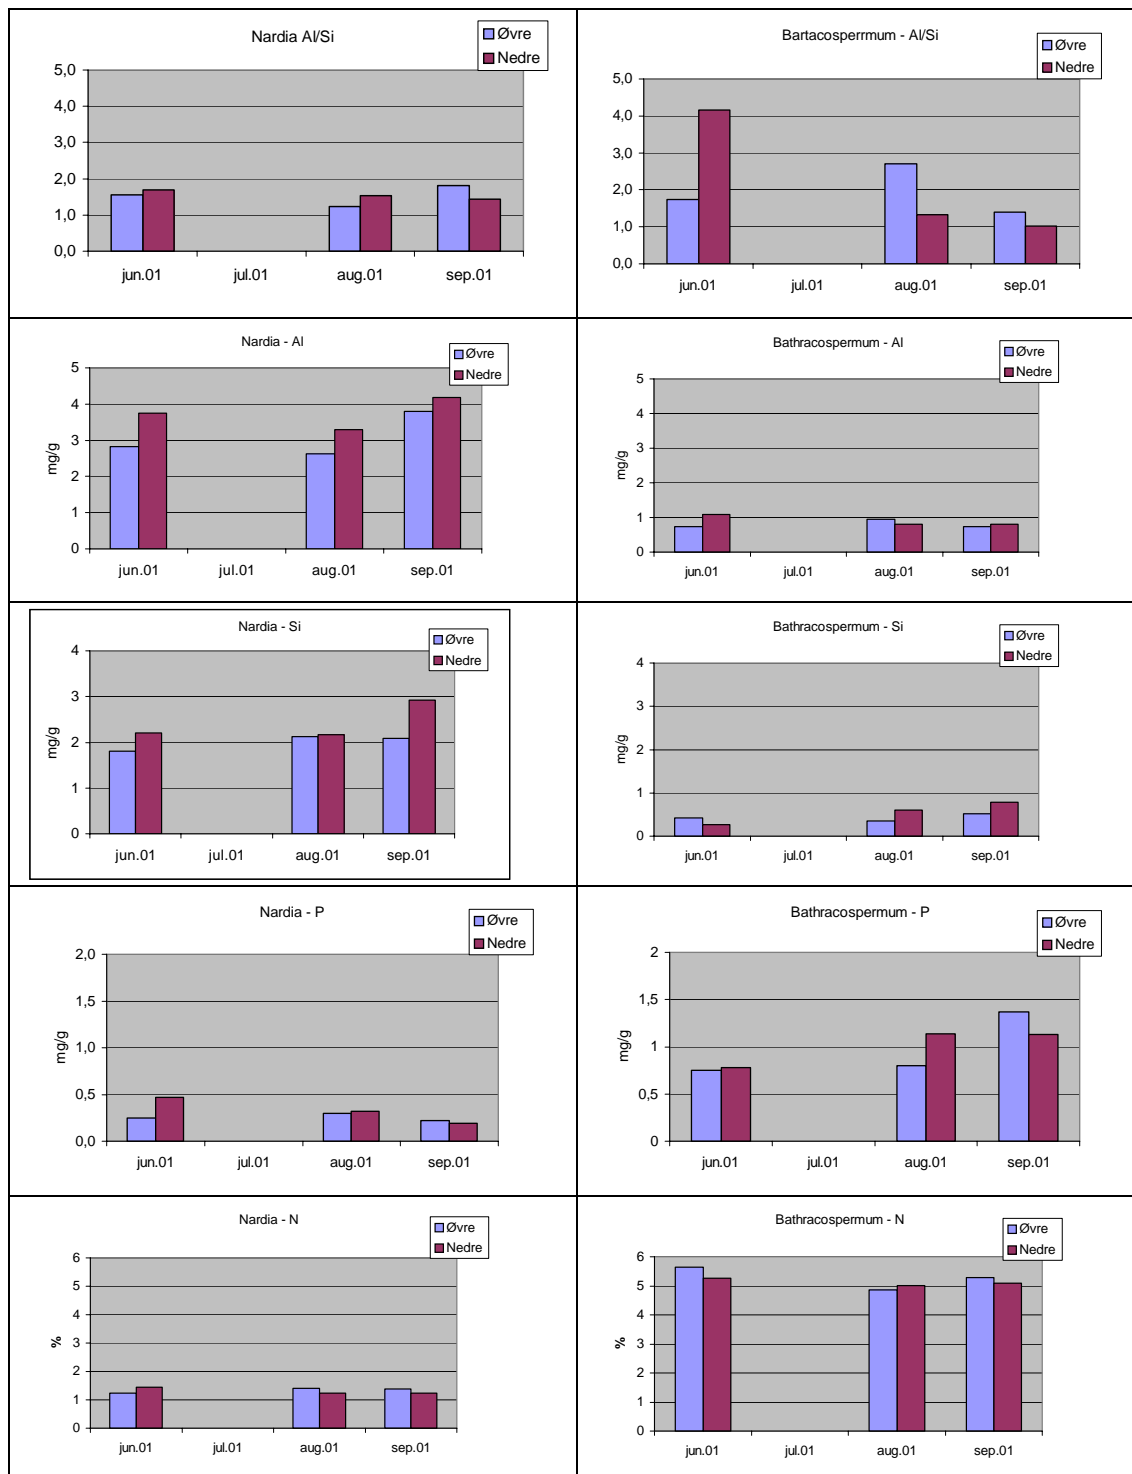 Nardia Al/Si
Øvre
Nedre
5,0
4,0
3,0
2,0
1,0
0,0
jun.01 jul.01 aug.01 sep.01
Bartacosperrmum - Al/Si
Øvre
Nedre
5,0
4,0
3,0
2,0
1,0
0,0
jun.01 jul.01 aug.01 sep.01
Nardia - Al
Øvre
Nedre
mg/g
5
4
3
2
1
0
jun.01 jul.01 aug.01 sep.01
Bathracospermum - Al
Øvre
Nedre
mg/g
5
4
3
2
1
0
jun.01 jul.01 aug.01 sep.01
Nardia - Si
Øvre
Nedre
mg/g
4
3
2
1
0
jun.01 jul.01 aug.01 sep.01
Bathracospermum - Si
Øvre
Nedre
mg/g
4
3
2
1
0
jun.01 jul.01 aug.01 sep.01
Nardia - P
Øvre
Nedre
mg/g
2,0
1,5
1,0
0,5
0,0
jun.01 jul.01 aug.01 sep.01
Bathracospermum - P
Øvre
Nedre
mg/g
2
1,5
1
0,5
0
jun.01 jul.01 aug.01 sep.01
Nardia - N
Øvre
Nedre
%
6
5
4
3
2
1
0
jun.01 jul.01 aug.01 sep.01
Bathracospermum - N
Øvre
Nedre
%
6
5
4
3
2
1
0
jun.01 jul.01 aug.01 sep.01